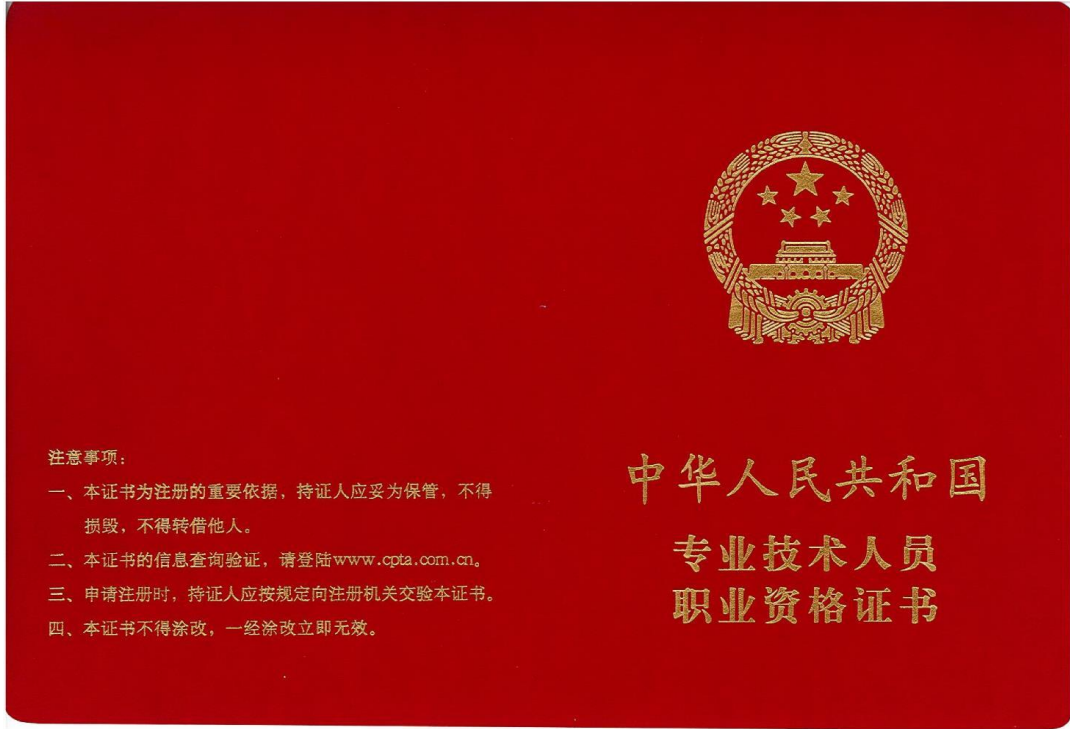 注意事项：
一、本证书为注册的重要依据，持证人应妥为保管，不得
损毁，不得转借他人。
二、本证书的信息查询验证，请登陆www.cpta.com.cn。
三、申请注册时，持证人应按规定向注册机关交验本证书。
四、本证书不得涂改，一经涂改立即无效。
中华人民共和国
专业技术人员
职业资格证书